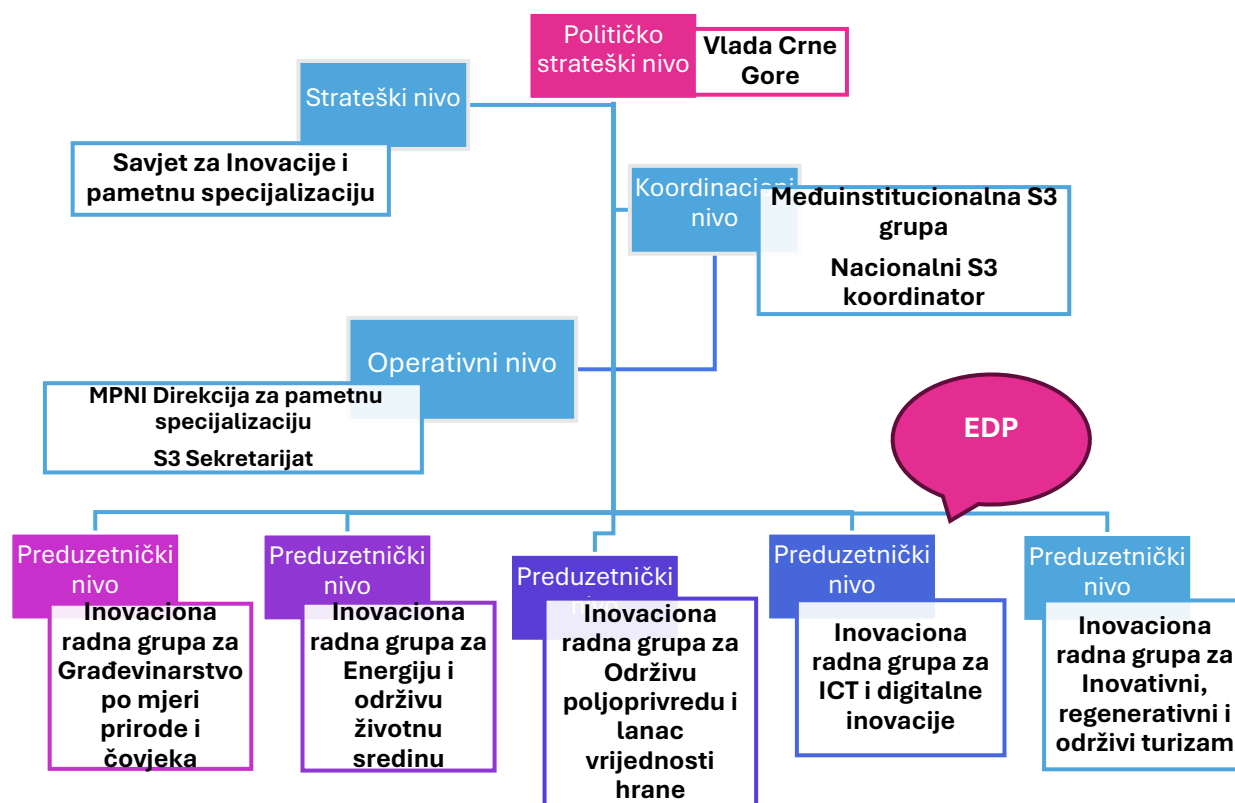 Političko
strateški nivo
Vlada Crne
Gore
Strateški nivo
Savjet za Inovacije i
pametnu specijalizaciju
Koordinacioni
nivo
Međuinstitucionalna S3
grupa
Nacionalni S3
koordinator
Operativni nivo
MPNI Direkcija za pametnu
specijalizaciju
S3 Sekretarijat
EDP
Preduzetnički
nivo
Inovaciona
radna grupa za
Građevinarstvo
po mjeri
prirode i
čovjeka
Preduzetnički
nivo
Inovaciona
radna grupa za
Energiju i
održivu
životnu
sredinu
Preduzetnički
nivo
Inovaciona
radna grupa za
Održivu
poljoprivredu i
lanac
vrijednosti
hrane
Preduzetnički
nivo
Inovaciona
radna grupa za
ICT i digitalne
inovacije
Preduzetnički
nivo
Inovaciona
radna grupa za
Inovativni,
regenerativni i
održivi turizam